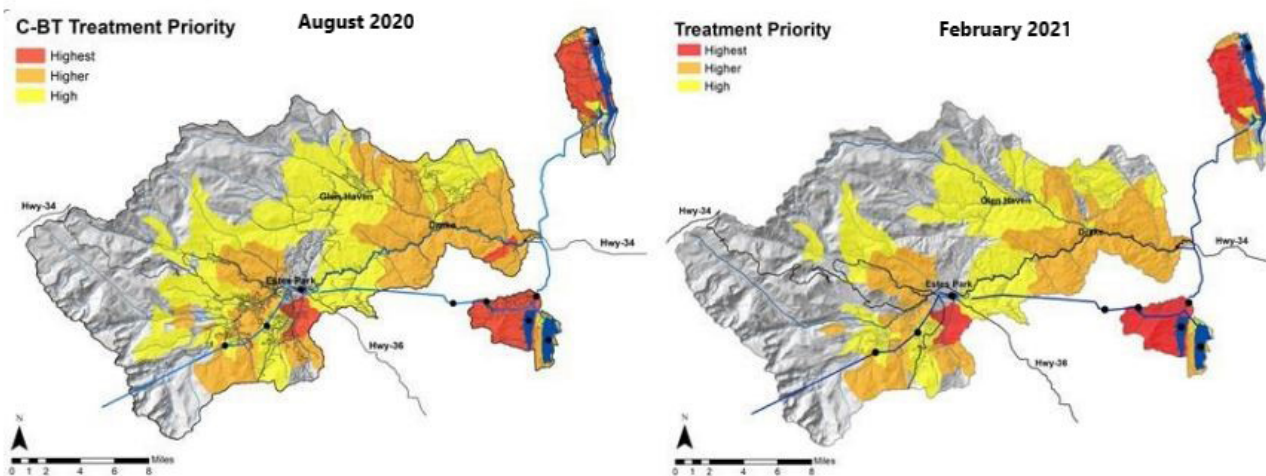 C-BT Treatment Priority
August 2020
Highest
Higher
High
Glen Haven
Drake
Hwy-34
Hwy-34
Estes Park
Hwy-36
N
0 1 2 4 6 8 Miles
Treatment Priority
February 2021
Highest
Higher
High
Glen Haven
Drake
Hwy-34
Hwy-34
Estes Park
Hwy-36
N
0 1 2 4 6 8 Miles